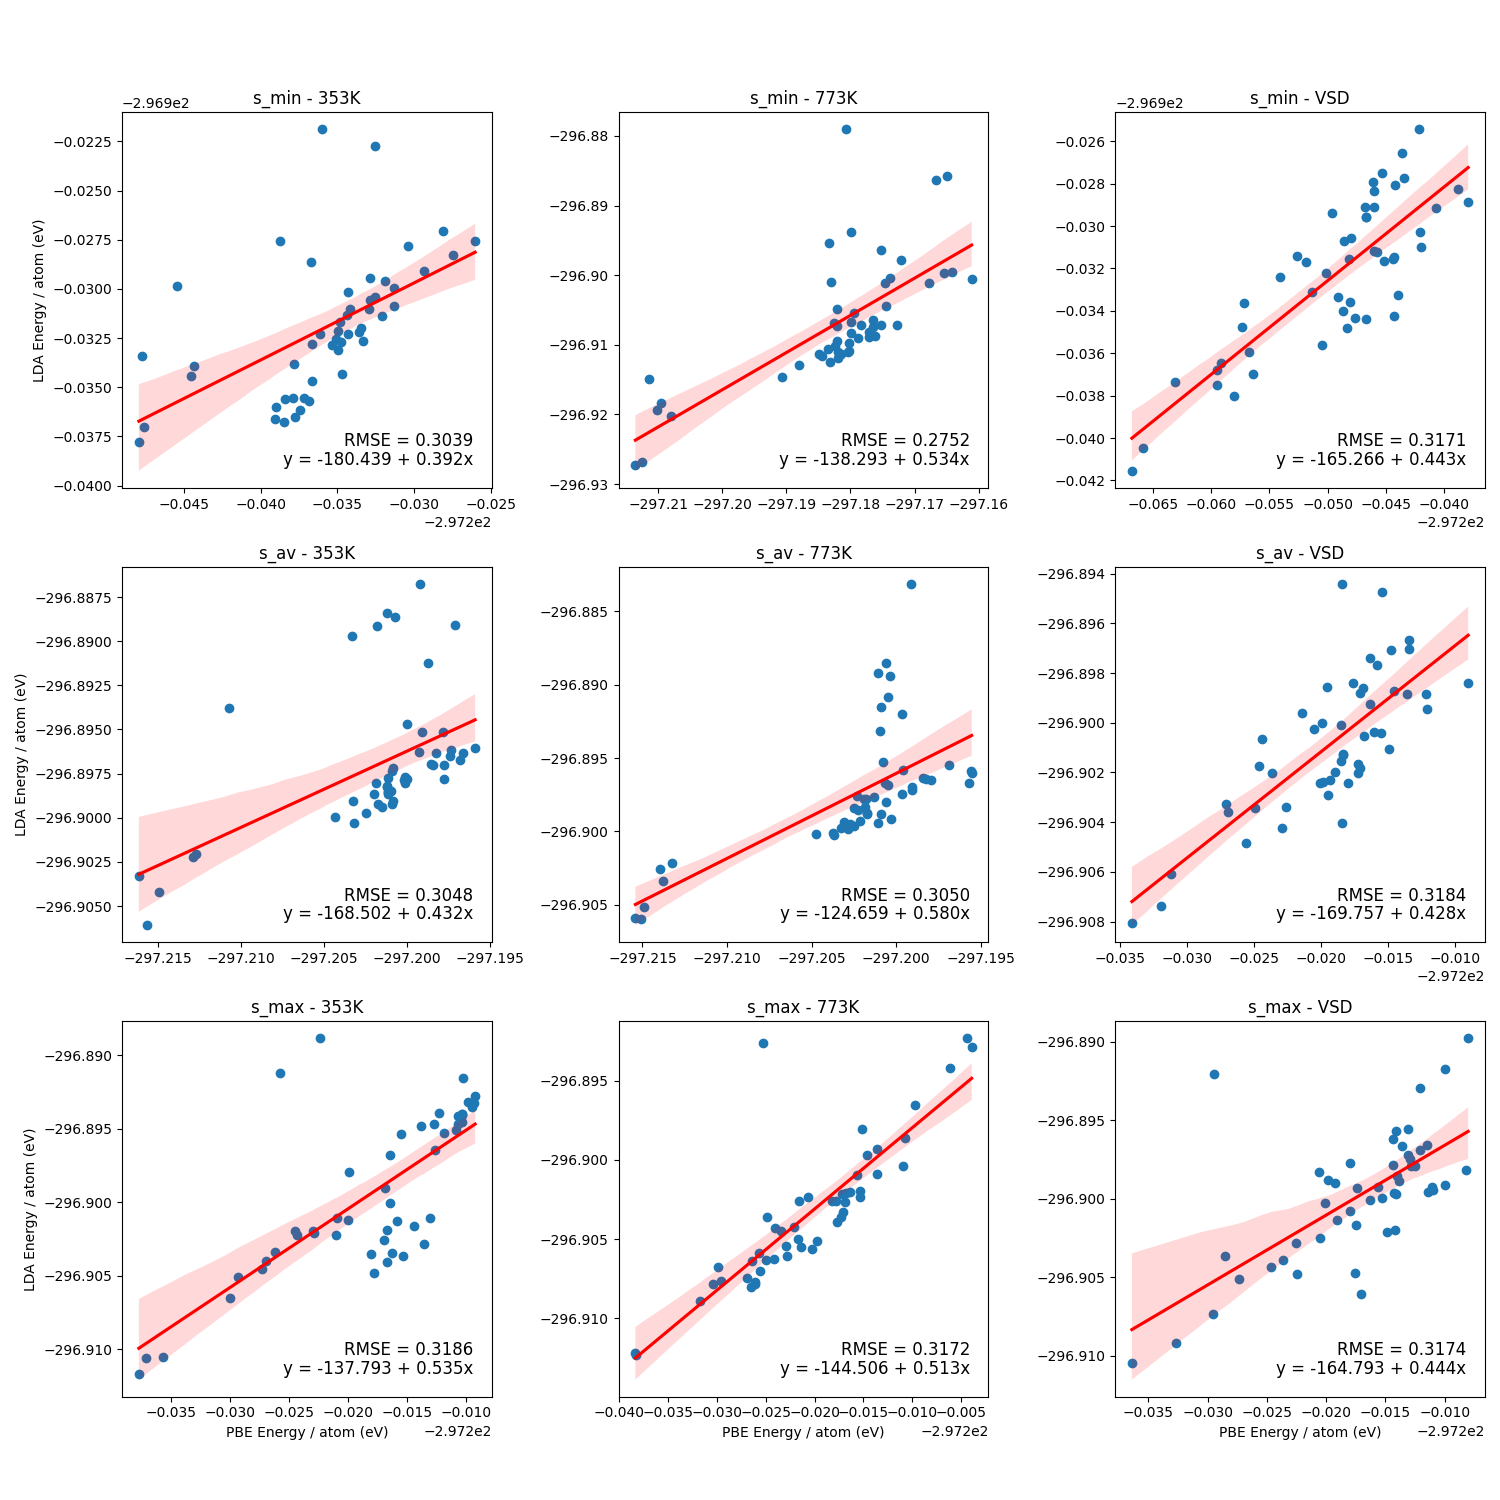 s_min - 353K
−2.969e2
LDA Energy / atom (eV)
−0.0225
−0.0250
−0.0275
−0.0300
−0.0325
−0.0350
−0.0375
−0.0400
RMSE = 0.3039
y = -180.439 + 0.392x
−0.045 −0.040 −0.035 −0.030 −0.025
−2.972e2
s_min - 773K
−296.88
−296.89
−296.90
−296.91
−296.92
−296.93
RMSE = 0.2752
y = -138.293 + 0.534x
−297.21 −297.20 −297.19 −297.18 −297.17 −297.16
s_min - VSD
−2.969e2
−0.026
−0.028
−0.030
−0.032
−0.034
−0.036
−0.038
−0.040
−0.042
RMSE = 0.3171
y = -165.266 + 0.443x
−0.065 −0.060 −0.055 −0.050 −0.045 −0.040
−2.972e2
s_av - 353K
LDA Energy / atom (eV)
−296.8875
−296.8900
−296.8925
−296.8950
−296.8975
−296.9000
−296.9025
−296.9050
RMSE = 0.3048
y = -168.502 + 0.432x
−297.215 −297.210 −297.205 −297.200 −297.195
s_av - 773K
−296.885
−296.890
−296.895
−296.900
−296.905
RMSE = 0.3050
y = -124.659 + 0.580x
−297.215 −297.210 −297.205 −297.200 −297.195
s_av - VSD
−296.894
−296.896
−296.898
−296.900
−296.902
−296.904
−296.906
−296.908
RMSE = 0.3184
y = -169.757 + 0.428x
−0.035 −0.030 −0.025 −0.020 −0.015 −0.010
−2.972e2
s_max - 353K
LDA Energy / atom (eV)
−296.890
−296.895
−296.900
−296.905
−296.910
RMSE = 0.3186
y = -137.793 + 0.535x
−0.035 −0.030 −0.025 −0.020 −0.015 −0.010
PBE Energy / atom (eV)
−2.972e2
s_max - 773K
−296.895
−296.900
−296.905
−296.910
RMSE = 0.3172
y = -144.506 + 0.513x
−0.040 −0.035 −0.030 −0.025 −0.020 −0.015 −0.010 −0.005
PBE Energy / atom (eV)
−2.972e2
s_max - VSD
−296.890
−296.895
−296.900
−296.905
−296.910
RMSE = 0.3174
y = -164.793 + 0.444x
−0.035 −0.030 −0.025 −0.020 −0.015 −0.010
PBE Energy / atom (eV)
−2.972e2